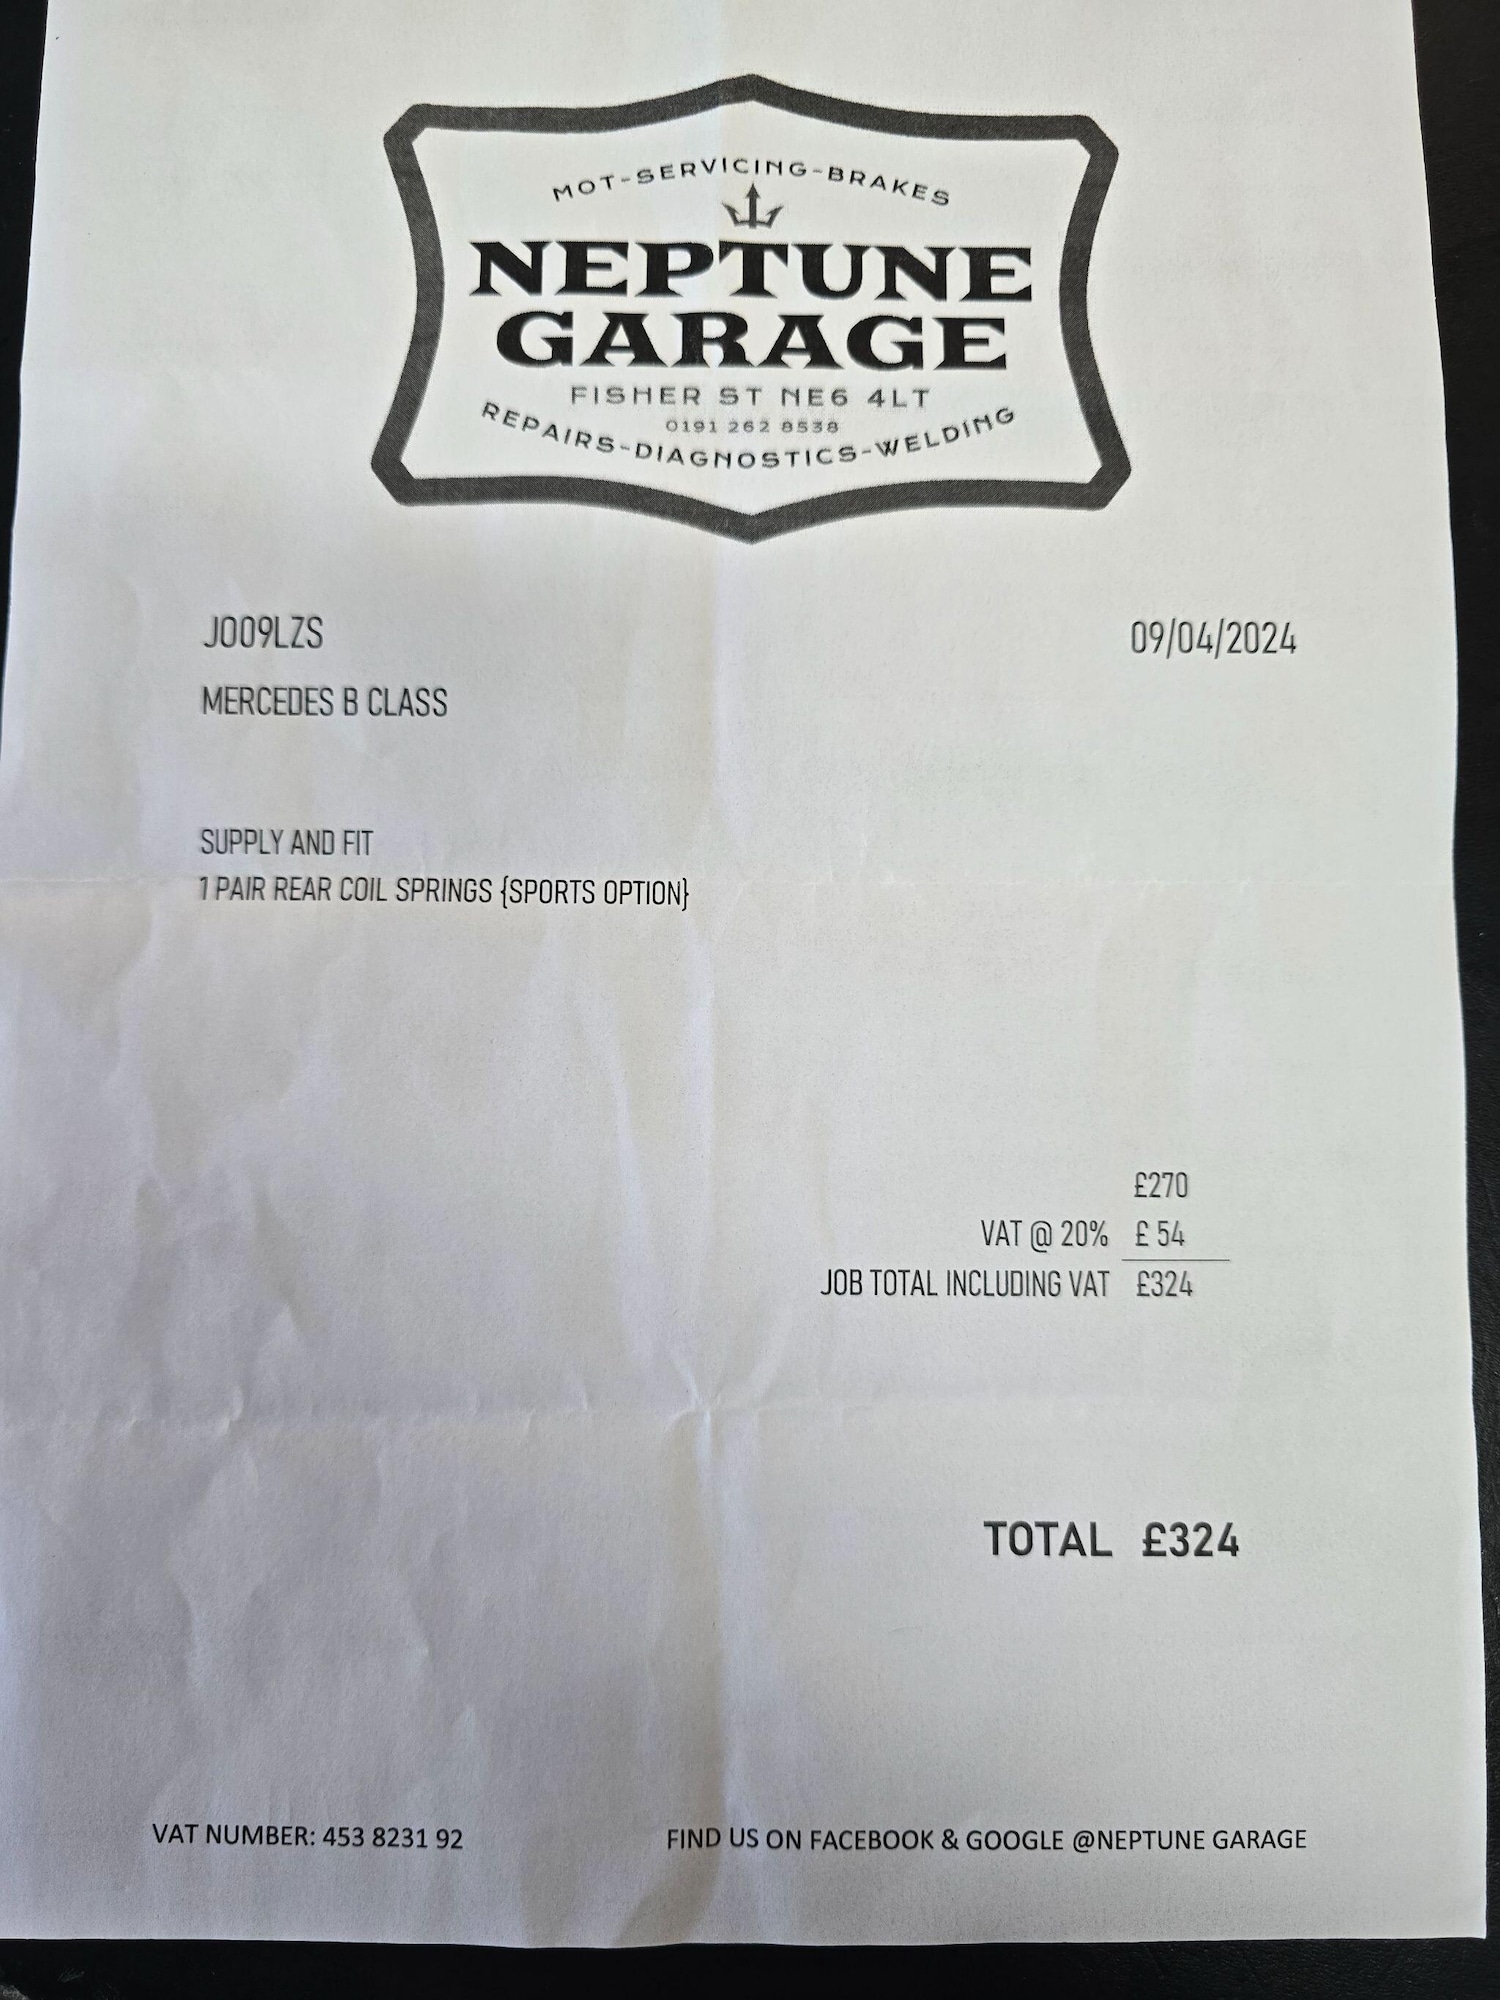 MOT-SERVICING-BRAKES
NEPTUNE
GARAGE
FISHER ST NE6 4LT
0191 262 8538
REPAIRS-DIAGNOSTICS-WELDING
JO09LZS 09/04/2024
MERCEDES B CLASS
SUPPLY AND FIT
1 PAIR REAR COIL SPRINGS {SPORTS OPTION}
£270
VAT @ 20% £ 54
JOB TOTAL INCLUDING VAT £324
TOTAL £324
VAT NUMBER: 453 8231 92 FIND US ON FACEBOOK & GOOGLE @NEPTUNE GARAGE